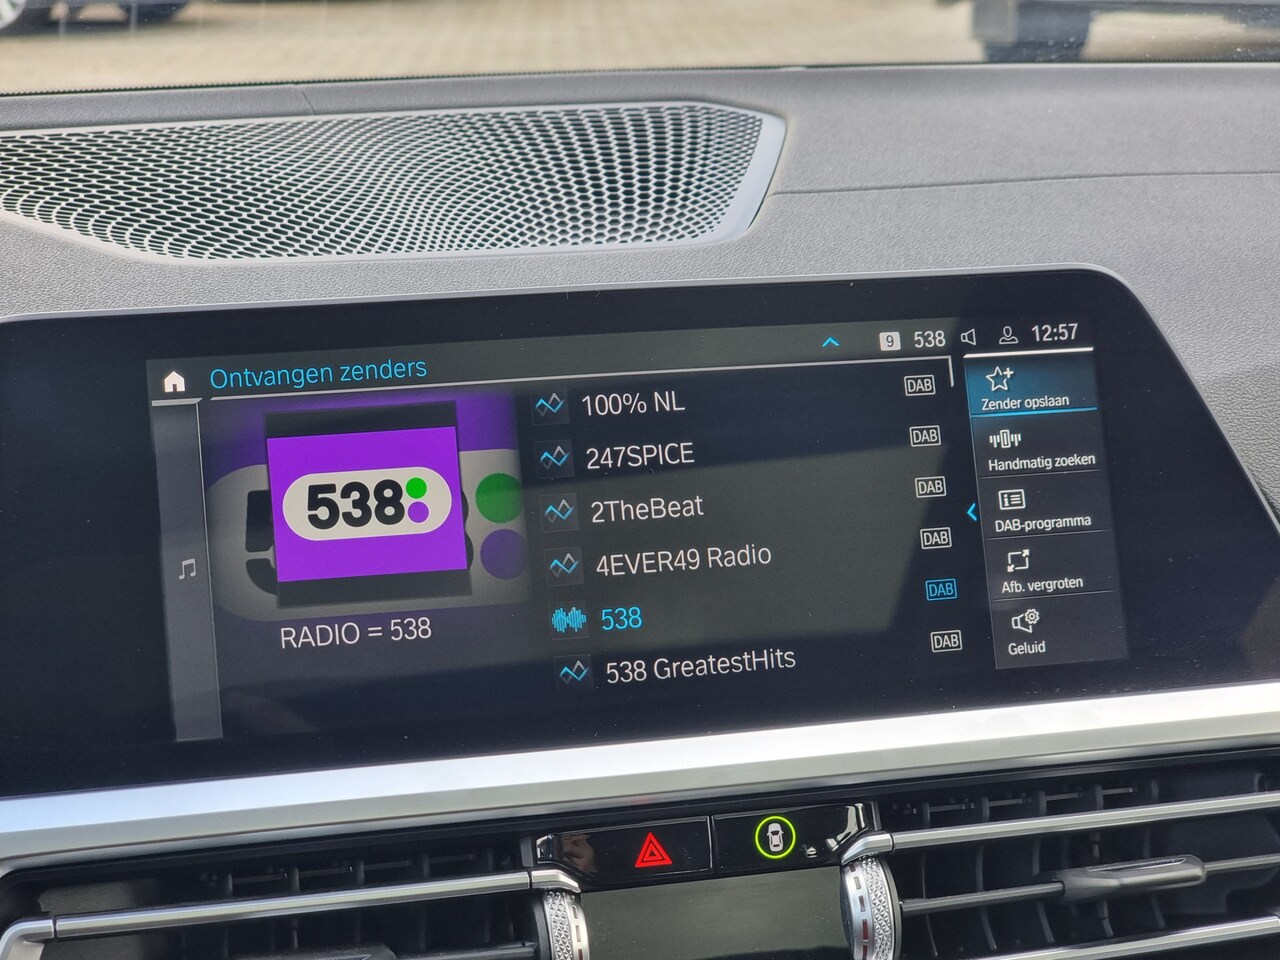 Ontvangen zenders
9 538 12:57
538
RADIO = 538
100% NL DAB
247SPICE DAB
2TheBeat DAB
4EVER49 Radio DAB
538 DAB
538 GreatestHits DAB
Zender opslaan
Handmatig zoeken
DAB-programma
Afb. vergroten
Geluid